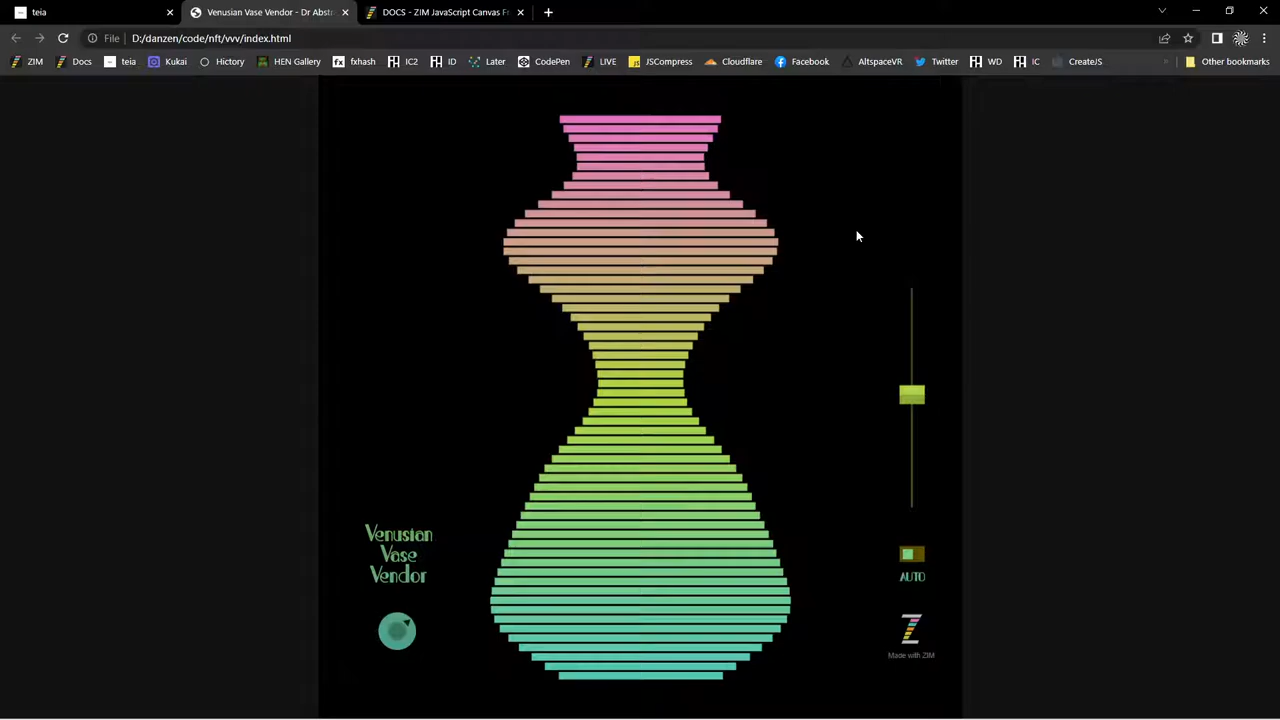 teia
Venusian Vase Vendor - Dr Abstr
DOCS - ZIM JavaScript Canvas F
File
D:/danzen/code/nft/vvv/index.html
ZIM
Docs
teia
Kukai
Hictory
HEN Gallery
fx fxhash
IC2
ID
Later
CodePen
LIVE
JSCompress
Cloudflare
Facebook
AltspaceVR
Twitter
WD
IC
CreateJS
Other bookmarks
Venusian
Vase
Vendor
AUTO
Z
Made with ZIM